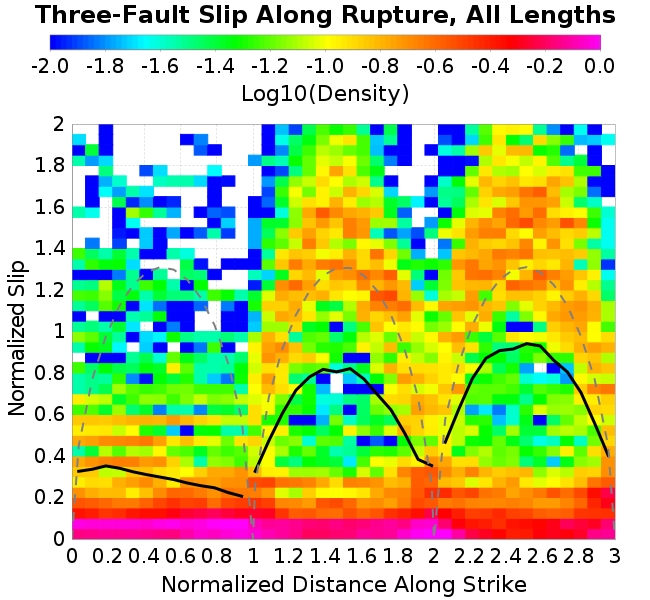 Three-Fault Slip Along Rupture, All Lengths
-2.0 -1.8 -1.6 -1.4 -1.2 -1.0 -0.8 -0.6 -0.4 -0.2 0.0
Log10(Density)
2
1.8
1.6
1.4
1.2
1
0.8
0.6
0.4
0.2
0
Normalized Slip
0 0.2 0.4 0.6 0.8 1 1.2 1.4 1.6 1.8 2 2.2 2.4 2.6 2.8 3
Normalized Distance Along Strike